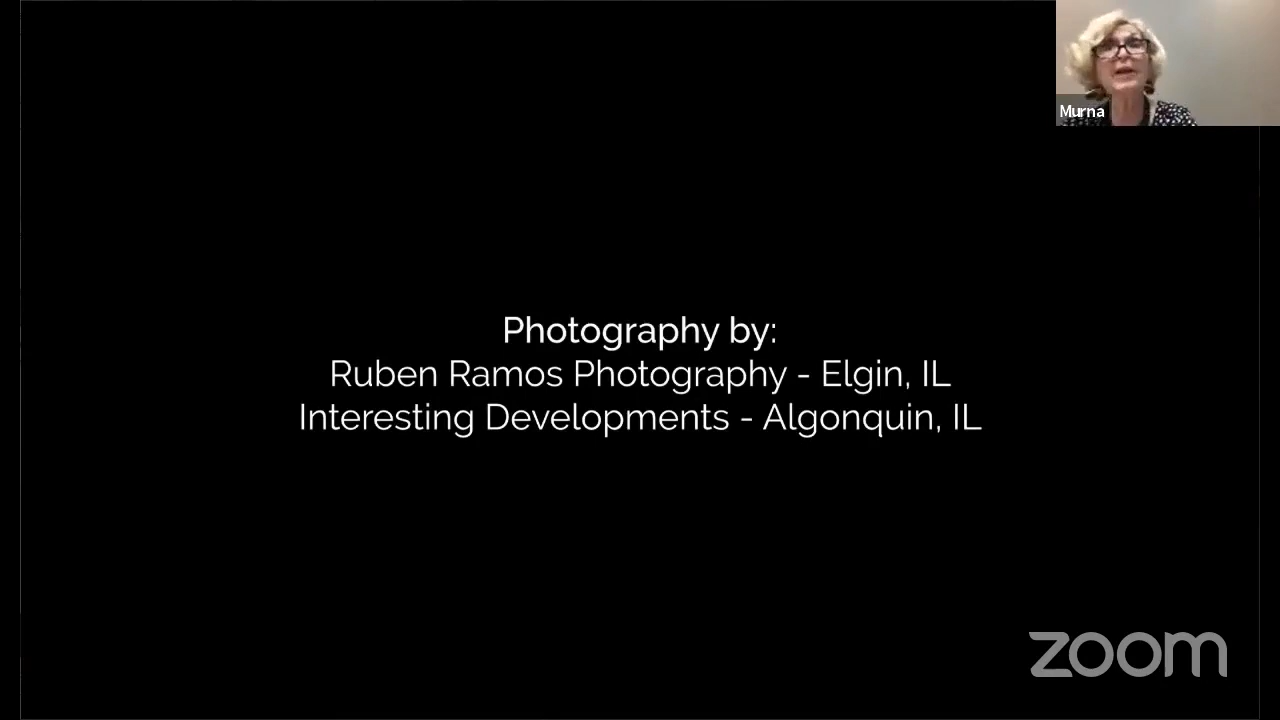 Murna
Photography by:
Ruben Ramos Photography - Elgin, IL
Interesting Developments - Algonquin, IL
zoom